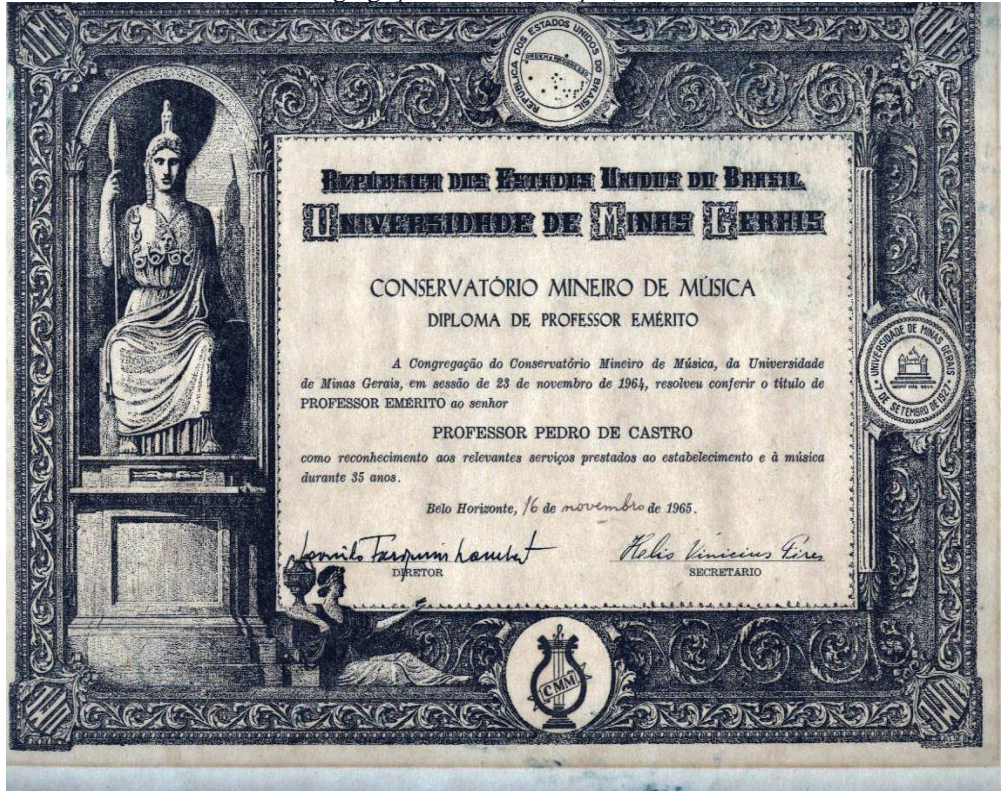 REPÚBLICA DOS ESTADOS UNIDOS DO BRASIL
ORDEM E PROGRESSO
REPÚBLICA DOS ESTADOS UNIDOS DO BRASIL
UNIVERSIDADE DE MINAS GERAIS
CONSERVATÓRIO MINEIRO DE MÚSICA
DIPLOMA DE PROFESSOR EMÉRITO
A Congregação do Conservatório Mineiro de Música, da Universidade
de Minas Gerais, em sessão de 23 de novembro de 1964, resolveu conferir o título de
PROFESSOR EMÉRITO ao senhor
PROFESSOR PEDRO DE CASTRO
como reconhecimento aos relevantes serviços prestados ao estabelecimento e à música
durante 35 anos.
Belo Horizonte, 16 de novembro de 1965.
Helio Vinicius Pires
DIRETOR
SECRETÁRIO
UNIVERSIDADE DE MINAS GERAIS
7 DE SETEMBRO DE 1927
CMM